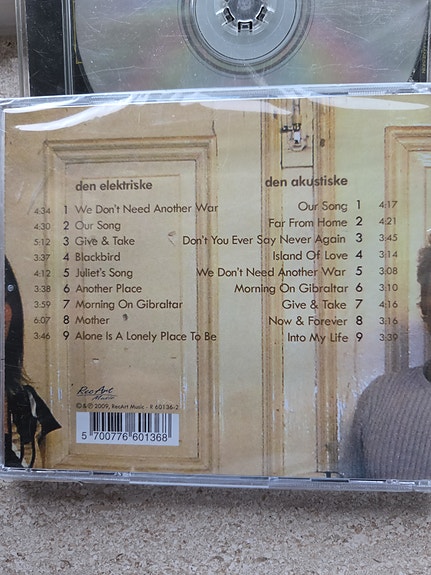 den elektriske
4:34 1 We Don't Need Another War
4:30 2 Our Song
5:12 3 Give & Take
3:37 4 Blackbird
4:12 5 Juliet's Song
3:38 6 Another Place
3:59 7 Morning On Gibraltar
6:07 8 Mother
3:46 9 Alone Is A Lonely Place To Be
den akustiske
Our Song 1 4:17
Far From Home 2 4:21
Don't You Ever Say Never Again 3 3:45
Island Of Love 4 3:14
We Don't Need Another War 5 3:08
Morning On Gibraltar 6 3:10
Give & Take 7 4:16
Now & Forever 8 3:16
Into My Life 9 3:39
RecArt
Music
© & ℗ 2009, RecArt Music - R 60136-2
5 700776 601368